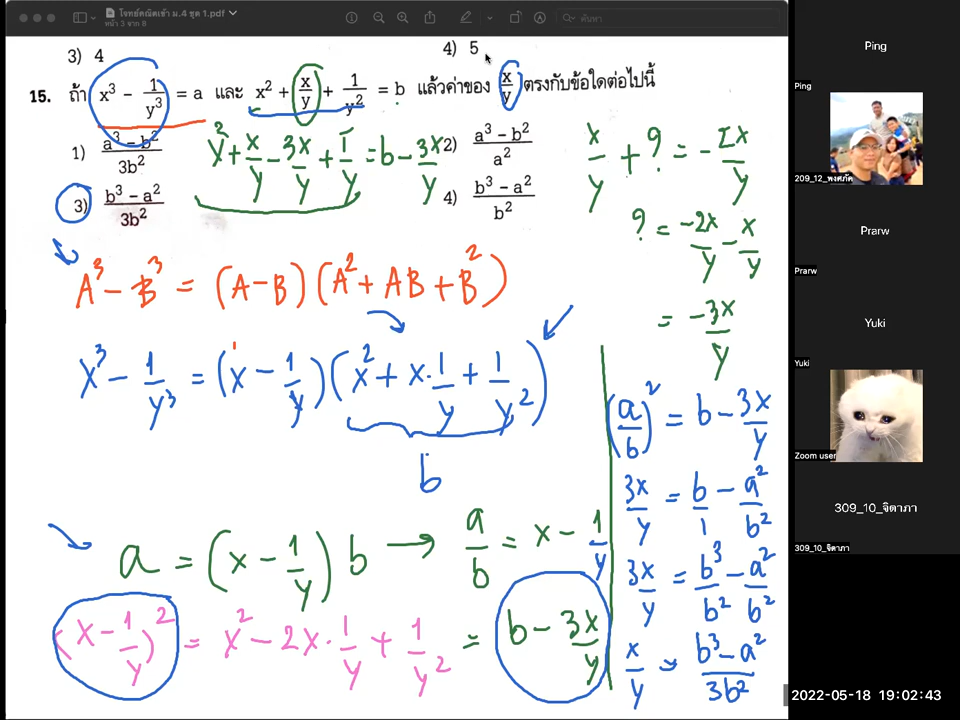 โจทย์คณิตเข้า ม.4 ชุด 1.pdf
หน้า 3 จาก 8
ค้นหา
3) 4
4) 5
15. ถ้า x³ − 1/y³ = a และ x² + x/y + 1/y² = b แล้วค่าของ x/y ตรงกับข้อใดต่อไปนี้
1) (a³ − b²)/3b²
2) (a³ − b²)/a²
3) (b³ − a²)/3b²
4) (b³ − a²)/b²
x² + x/y − 3x/y + 1/y = b − 3x/y
A³ − B³ = (A − B)(A² + AB + B²)
x³ − 1/y³ = (x − 1/y)(x² + x·1/y + 1/y²)
b
a = (x − 1/y) b → a/b = x − 1/y
(x − 1/y)² = x² − 2x·1/y + 1/y² = b − 3x/y
x/y + ? = −2x/y
? = −2x/y − x/y
= −3x/y
(a/b)² = b − 3x/y
3x/y = b/1 − a²/b²
3x/y = b³/b² − a²/b²
x/y = (b³ − a²)/3b²
Ping
Ping
209_12_พงศภัค
Prarw
Prarw
Yuki
Yuki
Zoom user
309_10_จิดาภา
309_10_จิดาภา
2022-05-18 19:02:43